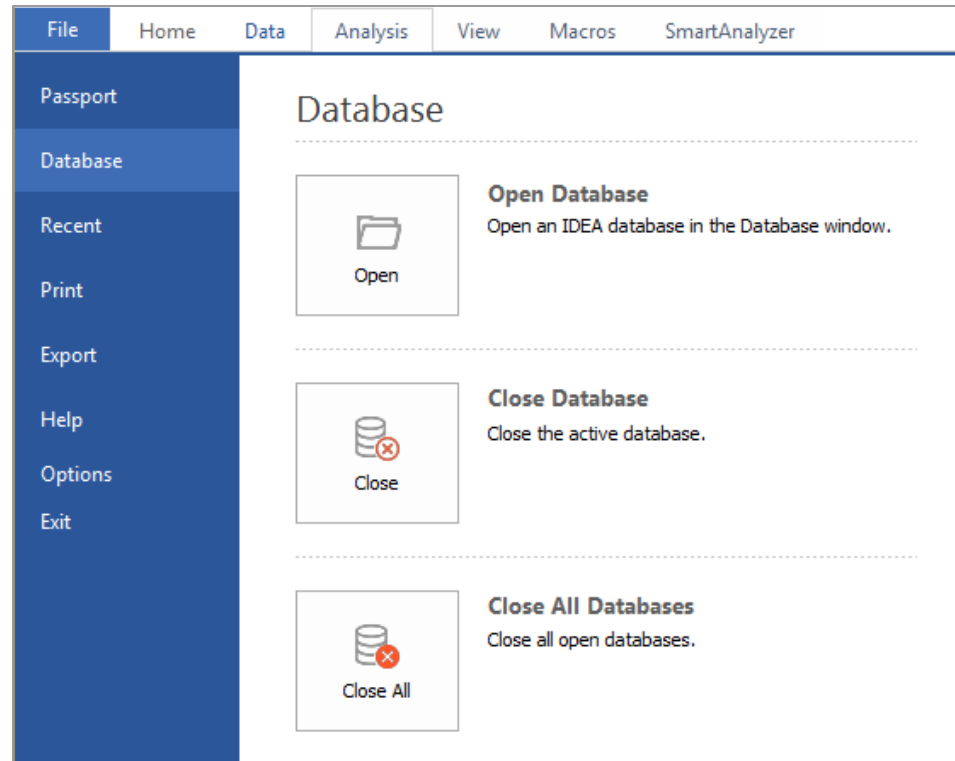 File Home Data Analysis View Macros SmartAnalyzer
Passport
Database
Recent
Print
Export
Help
Options
Exit
Database
Open
Open Database
Open an IDEA database in the Database window.
Close
Close Database
Close the active database.
Close All
Close All Databases
Close all open databases.